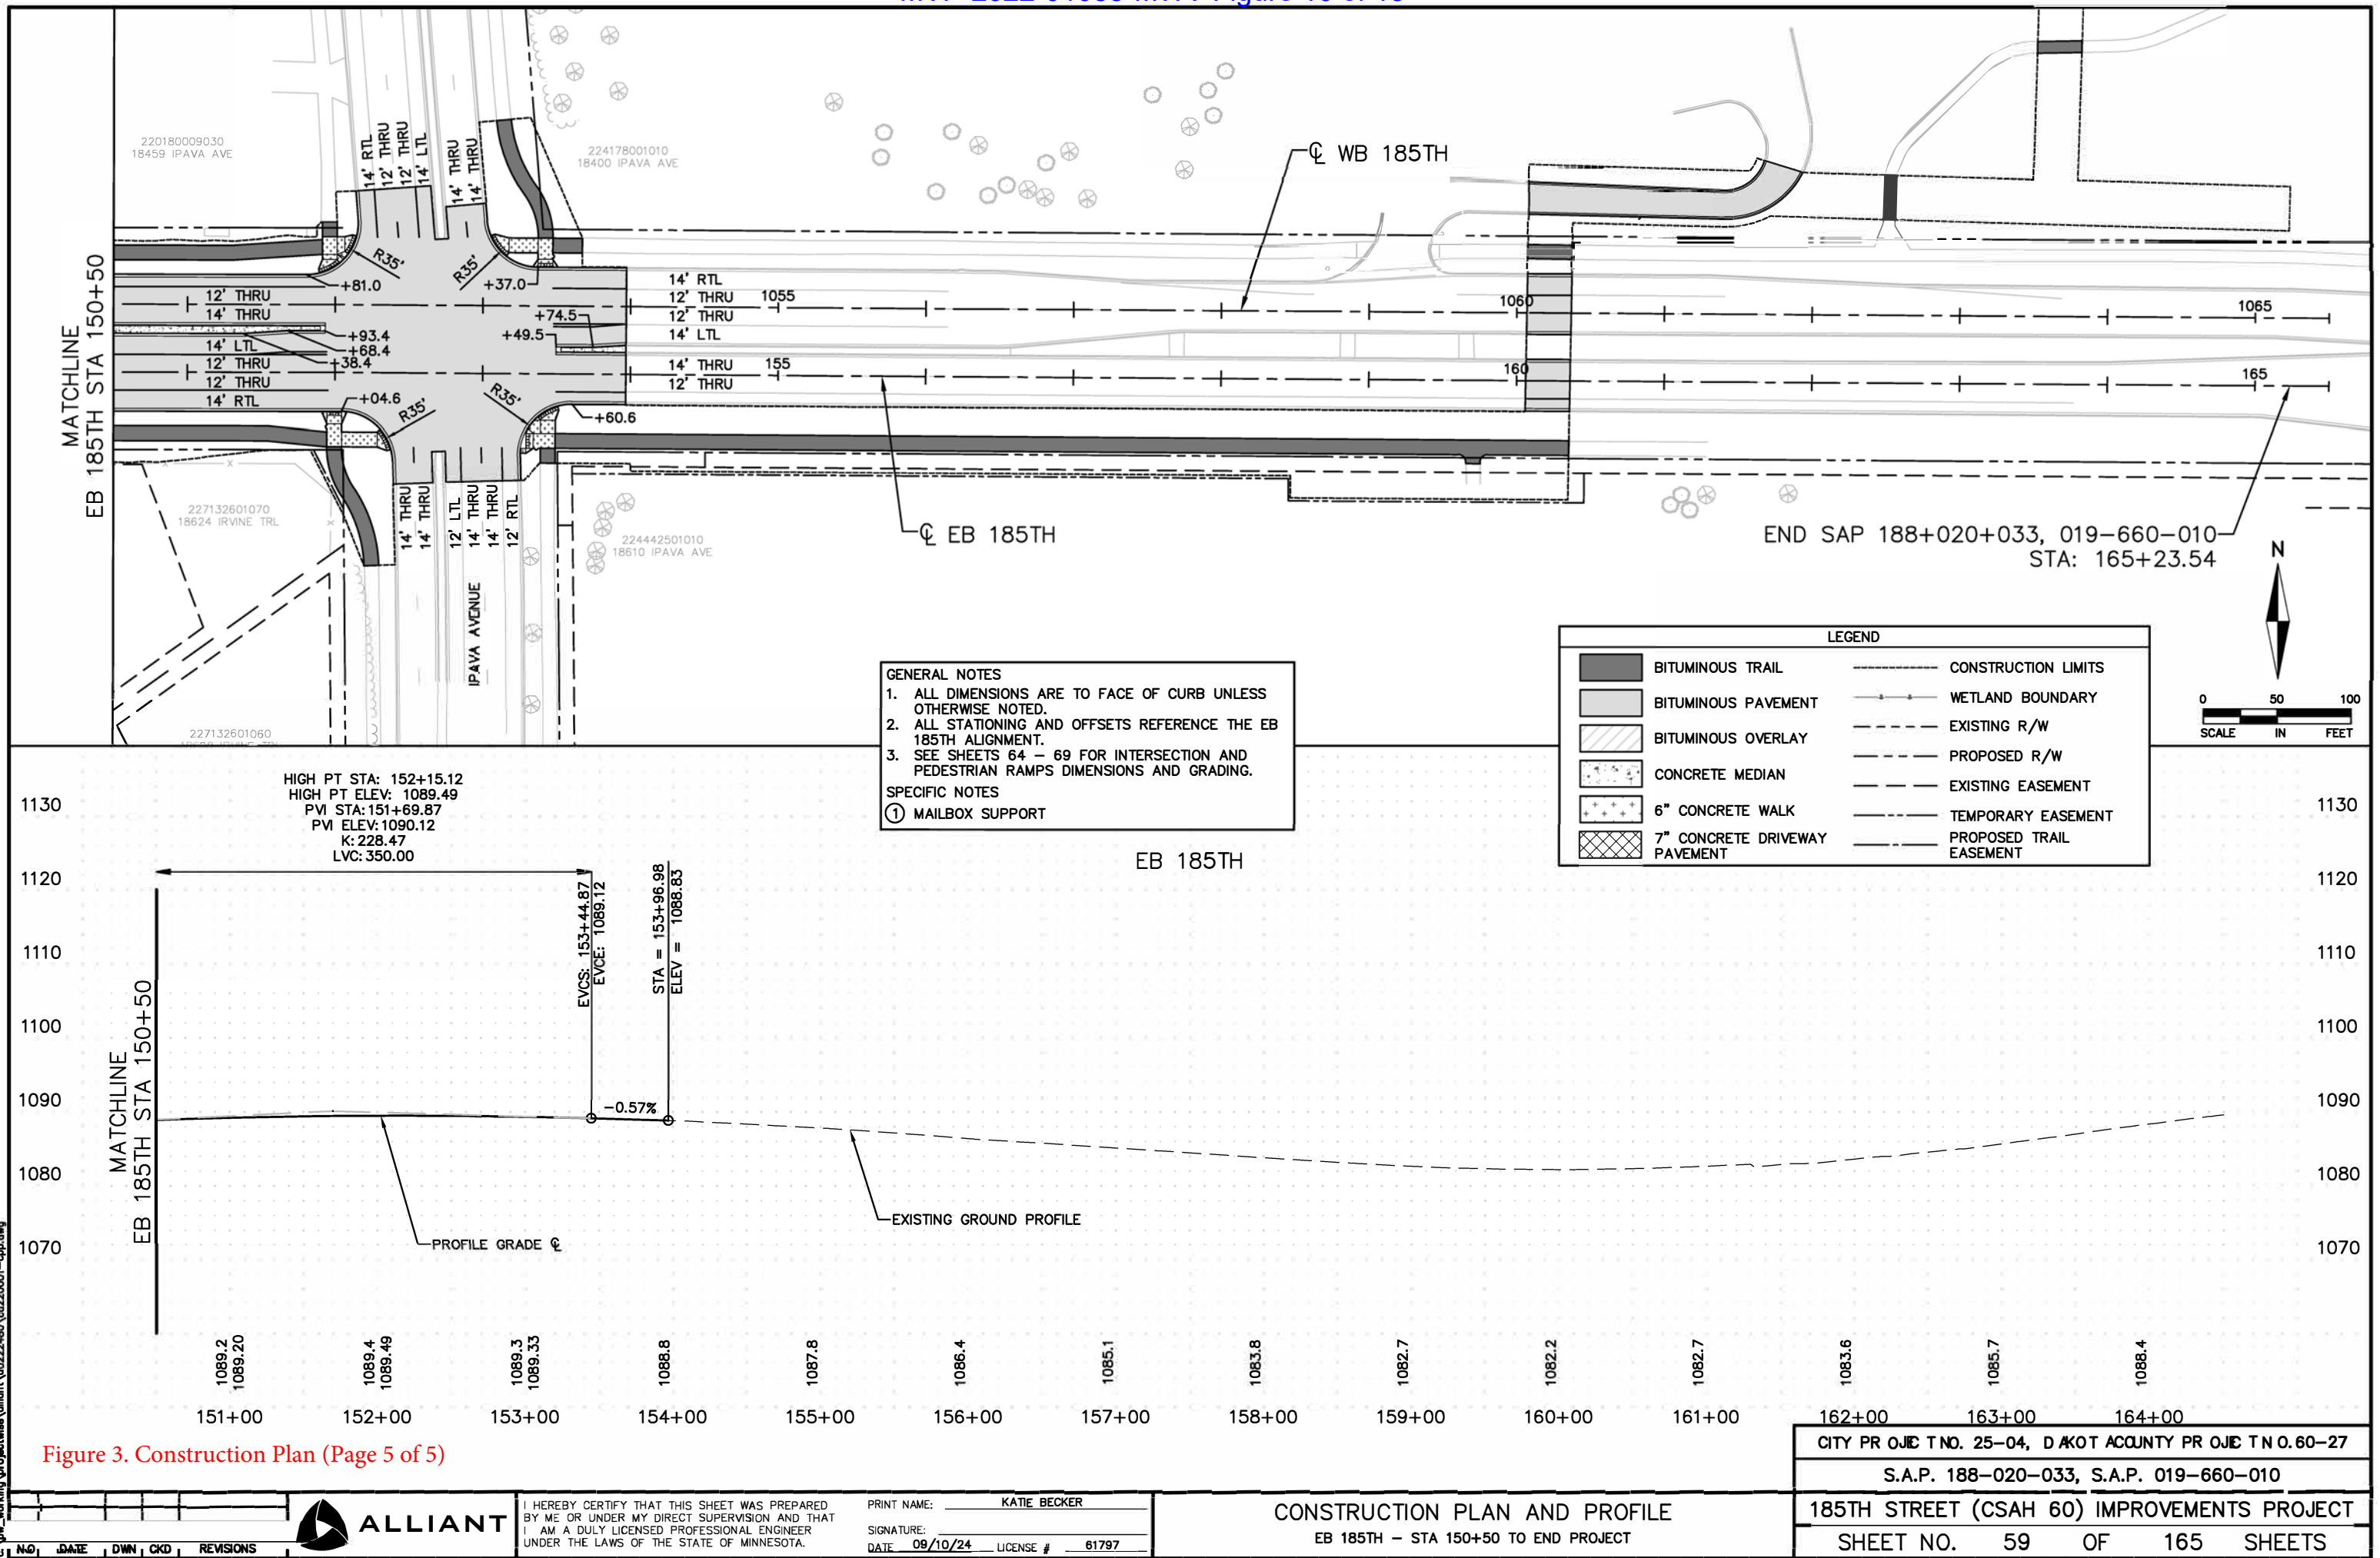 220180009030
18459 IPAVA AVE
14' RTL
12' THRU
12' THRU
14' LTL
14' THRU
14' THRU
224178001010
18400 IPAVA AVE
℄ WB 185TH
MATCHLINE
EB 185TH STA 150+50
R35'
R35'
+81.0
+37.0
12' THRU
14' THRU
+93.4
+68.4
+38.4
14' LTL
12' THRU
12' THRU
14' RTL
+74.5
+49.5
14' RTL
12' THRU
12' THRU
14' LTL
14' THRU
12' THRU
1055
1060
1065
155
160
165
+04.6
R35'
R35'
+60.6
14' THRU
14' THRU
12' LTL
14' THRU
14' THRU
12' RTL
227132601070
18624 IRVINE TRL
224442501010
18610 IPAVA AVE
℄ EB 185TH
END SAP 188+020+033, 019-660-010
STA: 165+23.54
N
IPAVA AVENUE
227132601060
0 50 100
SCALE IN FEET
GENERAL NOTES
1. ALL DIMENSIONS ARE TO FACE OF CURB UNLESS
OTHERWISE NOTED.
2. ALL STATIONING AND OFFSETS REFERENCE THE EB
185TH ALIGNMENT.
3. SEE SHEETS 64 - 69 FOR INTERSECTION AND
PEDESTRIAN RAMPS DIMENSIONS AND GRADING.
SPECIFIC NOTES
1 MAILBOX SUPPORT
LEGEND
BITUMINOUS TRAIL
BITUMINOUS PAVEMENT
BITUMINOUS OVERLAY
CONCRETE MEDIAN
6" CONCRETE WALK
7" CONCRETE DRIVEWAY
PAVEMENT
CONSTRUCTION LIMITS
WETLAND BOUNDARY
EXISTING R/W
PROPOSED R/W
EXISTING EASEMENT
TEMPORARY EASEMENT
PROPOSED TRAIL
EASEMENT
HIGH PT STA: 152+15.12
HIGH PT ELEV: 1089.49
PVI STA: 151+69.87
PVI ELEV: 1090.12
K: 228.47
LVC: 350.00
EB 185TH
1130
1120
1110
1100
1090
1080
1070
1130
1120
1110
1100
1090
1080
1070
MATCHLINE
EB 185TH STA 150+50
EVCS: 153+44.87
EVCE: 1089.12
STA = 153+96.98
ELEV = 1088.83
-0.57%
PROFILE GRADE ℄
EXISTING GROUND PROFILE
1089.2
1089.20
1089.4
1089.49
1089.3
1089.33
1088.8
1087.8
1086.4
1085.1
1083.8
1082.7
1082.2
1082.7
1083.6
1085.7
1088.4
151+00 152+00 153+00 154+00 155+00 156+00 157+00 158+00 159+00 160+00 161+00 162+00 163+00 164+00
Figure 3. Construction Plan (Page 5 of 5)
NO DATE DWN CKD REVISIONS
ALLIANT
I HEREBY CERTIFY THAT THIS SHEET WAS PREPARED
BY ME OR UNDER MY DIRECT SUPERVISION AND THAT
I AM A DULY LICENSED PROFESSIONAL ENGINEER
UNDER THE LAWS OF THE STATE OF MINNESOTA.
PRINT NAME: KATIE BECKER
SIGNATURE:
DATE 09/10/24 LICENSE # 61797
CONSTRUCTION PLAN AND PROFILE
EB 185TH - STA 150+50 TO END PROJECT
CITY PROJECT NO. 25-04, DAKOTA COUNTY PROJECT NO. 60-27
S.A.P. 188-020-033, S.A.P. 019-660-010
185TH STREET (CSAH 60) IMPROVEMENTS PROJECT
SHEET NO. 59 OF 165 SHEETS